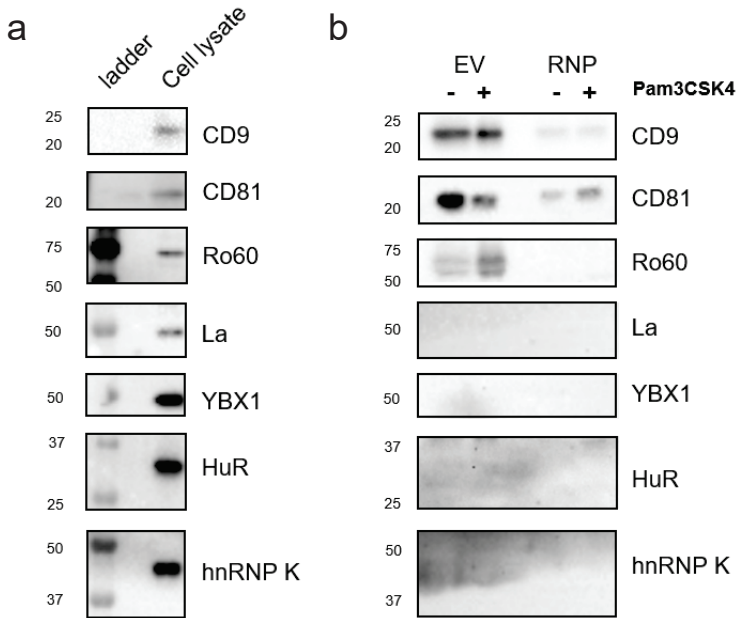 a
ladder
Cell lysate
25
20
CD9
20
CD81
75
50
Ro60
50
La
50
YBX1
37
25
HuR
50
37
hnRNP K
b
EV RNP
- + - + Pam3CSK4
25
20
CD9
20
CD81
75
50
Ro60
50
La
50
YBX1
37
25
HuR
50
37
hnRNP K